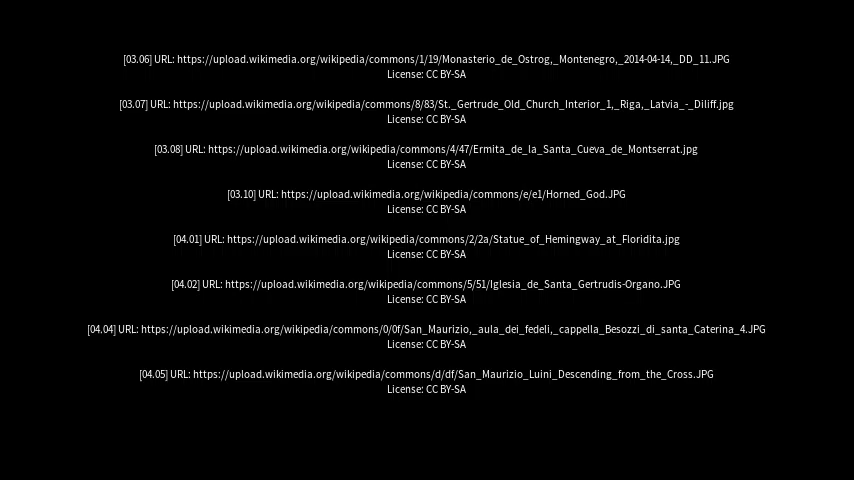 [03.06] URL: https://upload.wikimedia.org/wikipedia/commons/1/19/Monasterio_de_Ostrog,_Montenegro,_2014-04-14,_DD_11.JPG
License: CC BY-SA
[03.07] URL: https://upload.wikimedia.org/wikipedia/commons/8/83/St._Gertrude_Old_Church_Interior_1,_Riga,_Latvia_-_Diliff.jpg
License: CC BY-SA
[03.08] URL: https://upload.wikimedia.org/wikipedia/commons/4/47/Ermita_de_la_Santa_Cueva_de_Montserrat.jpg
License: CC BY-SA
[03.10] URL: https://upload.wikimedia.org/wikipedia/commons/e/e1/Horned_God.JPG
License: CC BY-SA
[04.01] URL: https://upload.wikimedia.org/wikipedia/commons/2/2a/Statue_of_Hemingway_at_Floridita.jpg
License: CC BY-SA
[04.02] URL: https://upload.wikimedia.org/wikipedia/commons/5/51/Iglesia_de_Santa_Gertrudis-Organo.JPG
License: CC BY-SA
[04.04] URL: https://upload.wikimedia.org/wikipedia/commons/0/0f/San_Maurizio,_aula_dei_fedeli,_cappella_Besozzi_di_santa_Caterina_4.JPG
License: CC BY-SA
[04.05] URL: https://upload.wikimedia.org/wikipedia/commons/d/df/San_Maurizio_Luini_Descending_from_the_Cross.JPG
License: CC BY-SA